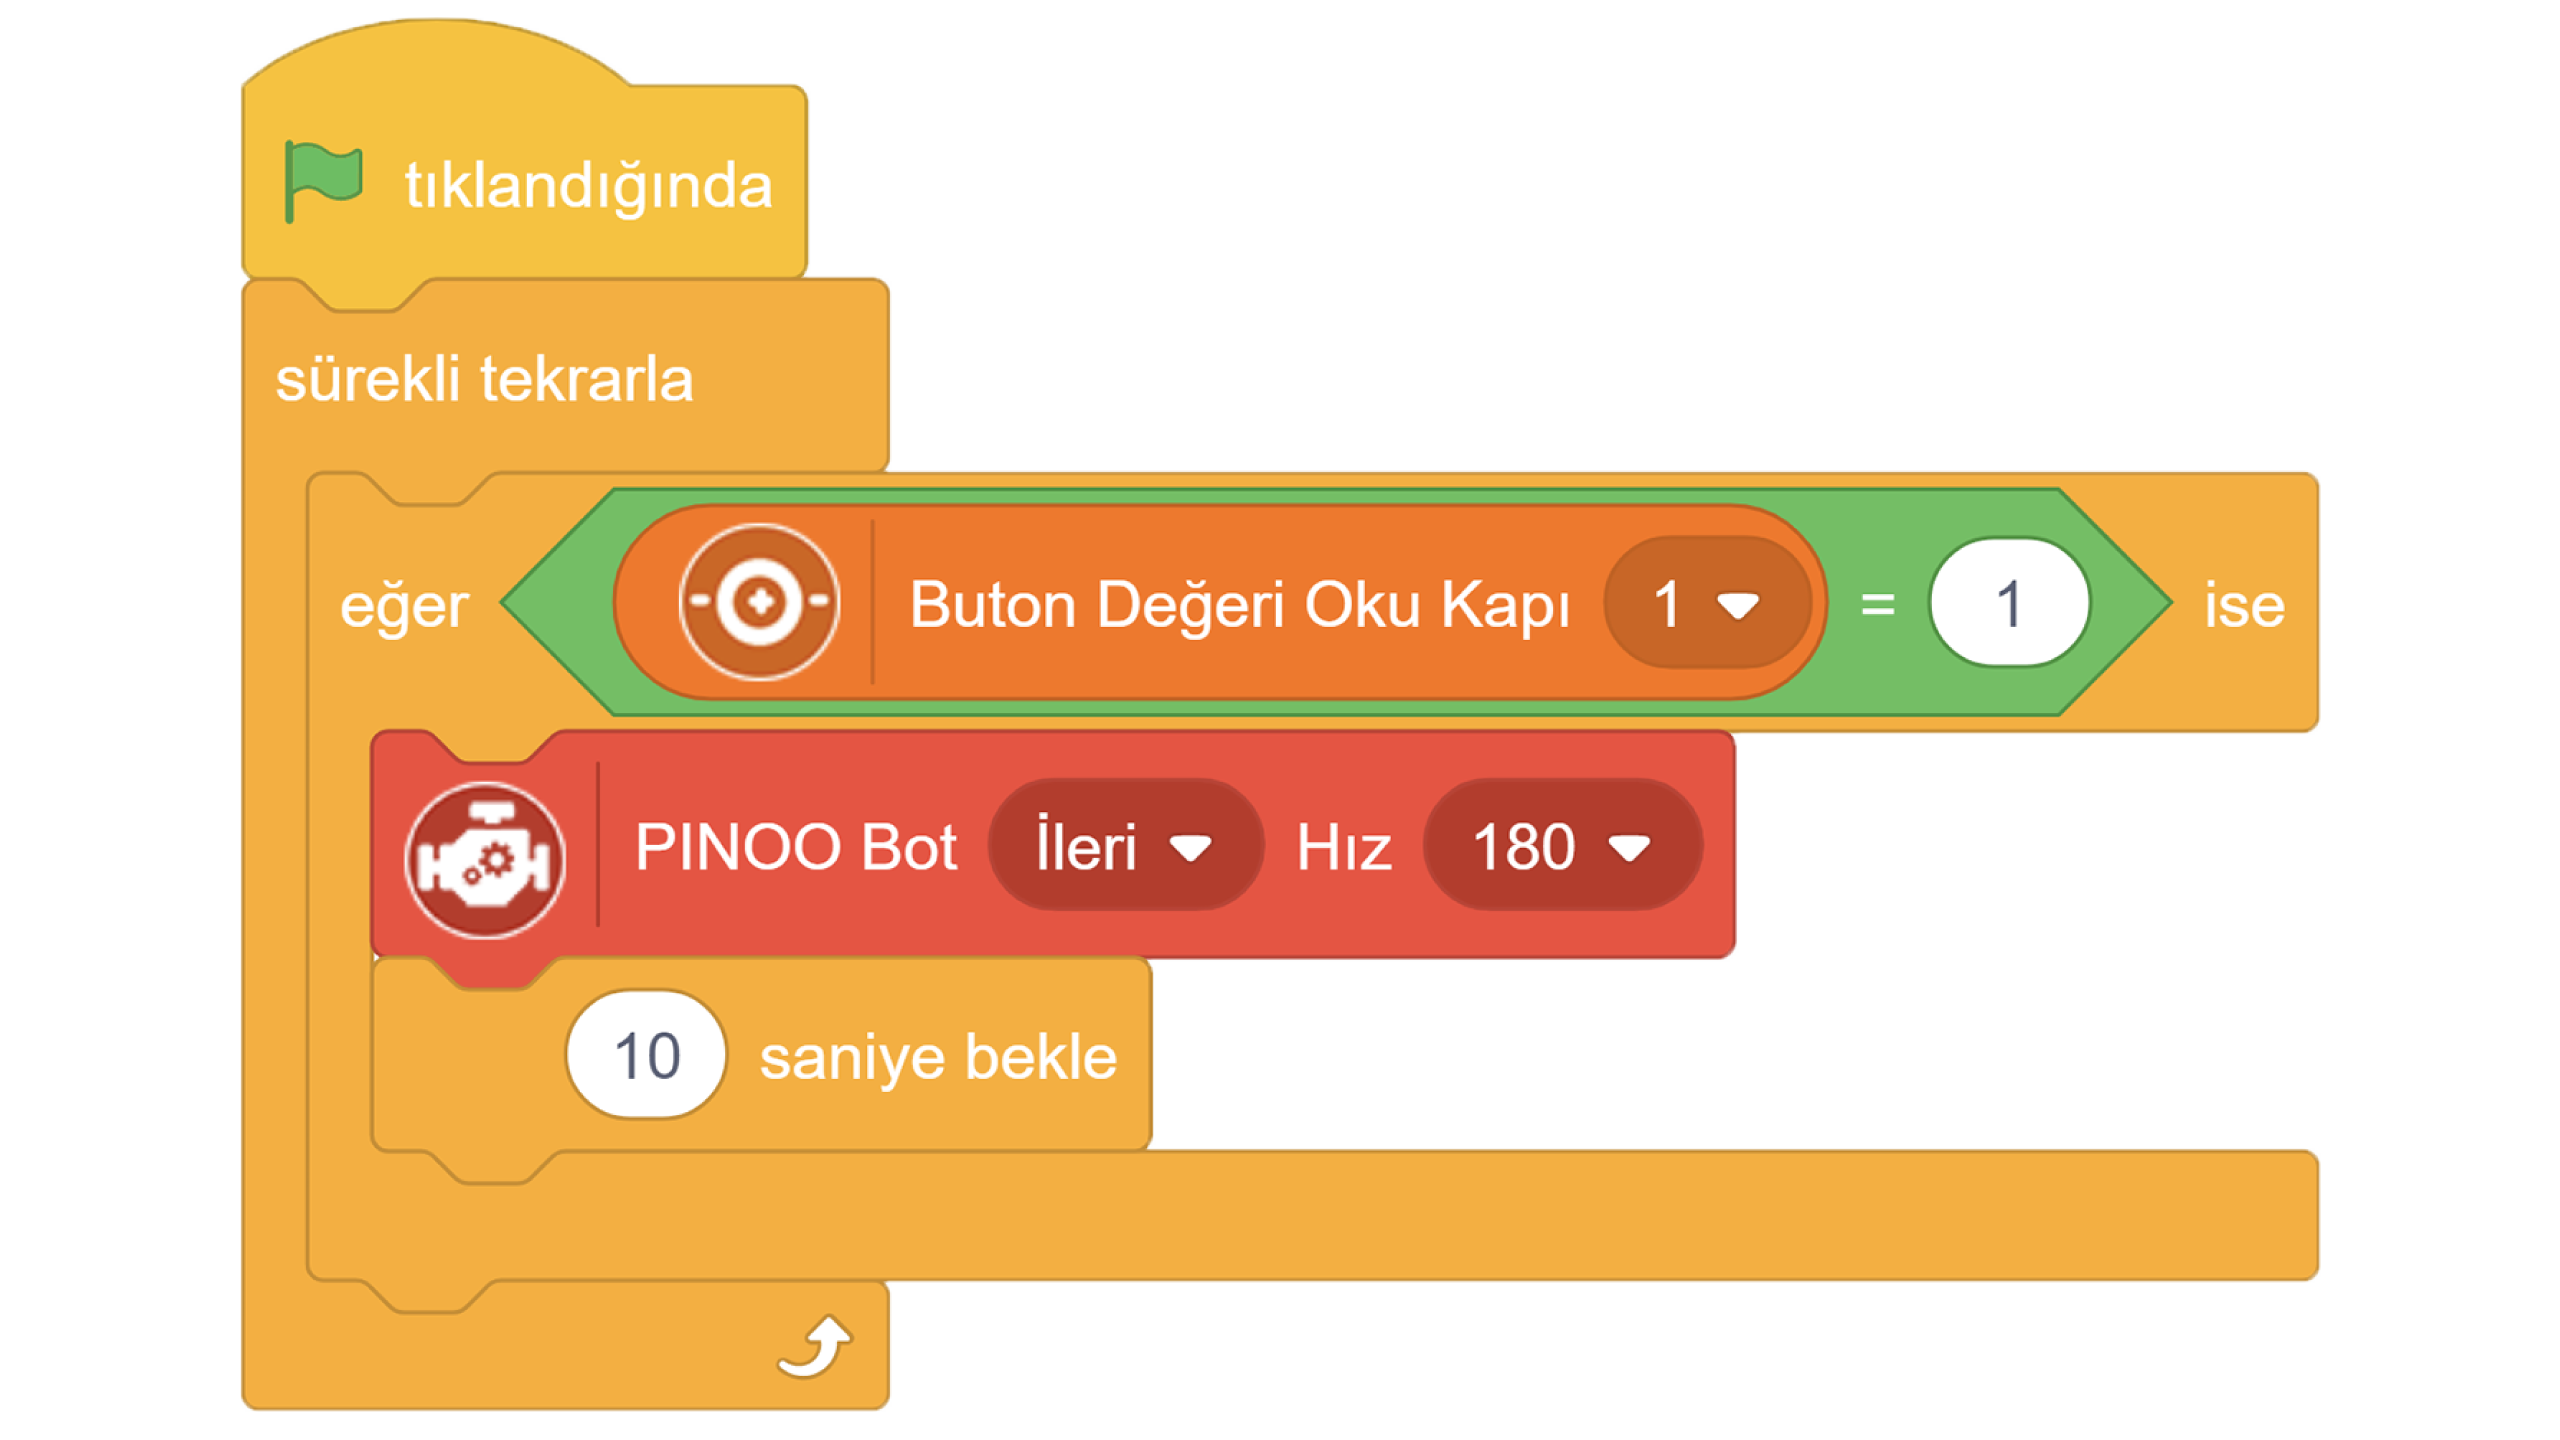 tıklandığında
sürekli tekrarla
eğer Buton Değeri Oku Kapı 1 = 1 ise
PINOO Bot İleri Hız 180
10 saniye bekle